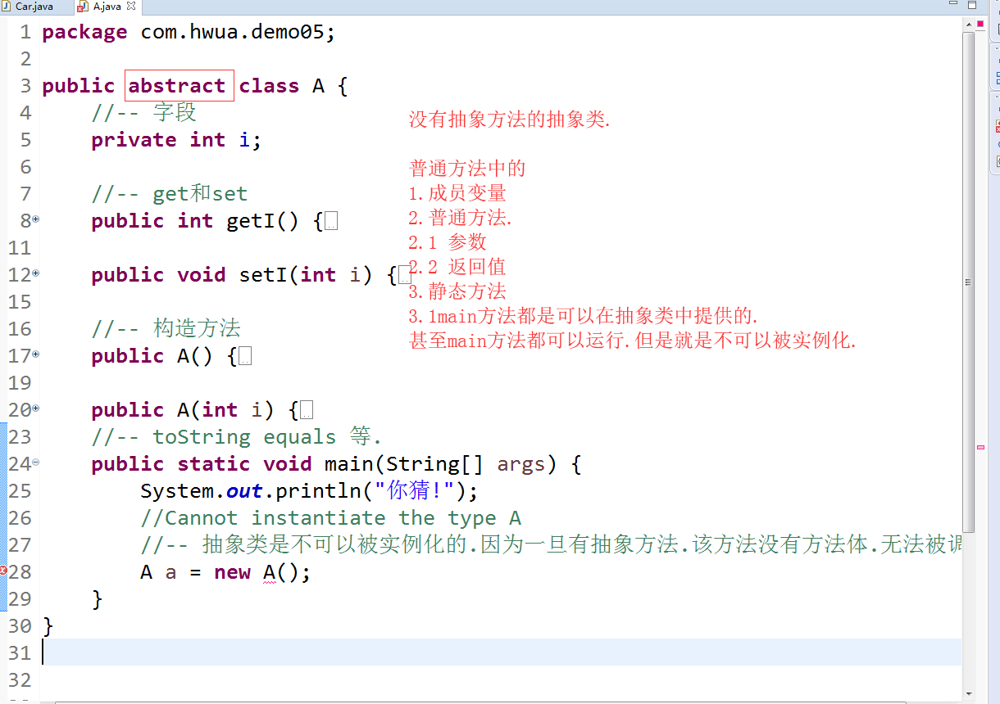 Car.java
A.java
1 package com.hwua.demo05;
2
3 public abstract class A {
4 //-- 字段
没有抽象方法的抽象类.
5 private int i;
6
普通方法中的
7 //-- get和set
1.成员变量
8 public int getI() {
2.普通方法.
11
2.1 参数
12 public void setI(int i) {
2.2 返回值
15
3.静态方法
16 //-- 构造方法
3.1main方法都是可以在抽象类中提供的.
17 public A() {
甚至main方法都可以运行.但是就是不可以被实例化.
19
20 public A(int i) {
23 //-- toString equals 等.
24 public static void main(String[] args) {
25 System.out.println("你猜!");
26 //Cannot instantiate the type A
27 //-- 抽象类是不可以被实例化的.因为一旦有抽象方法.该方法没有方法体.无法被调
28 A a = new A();
29 }
30 }
31
32